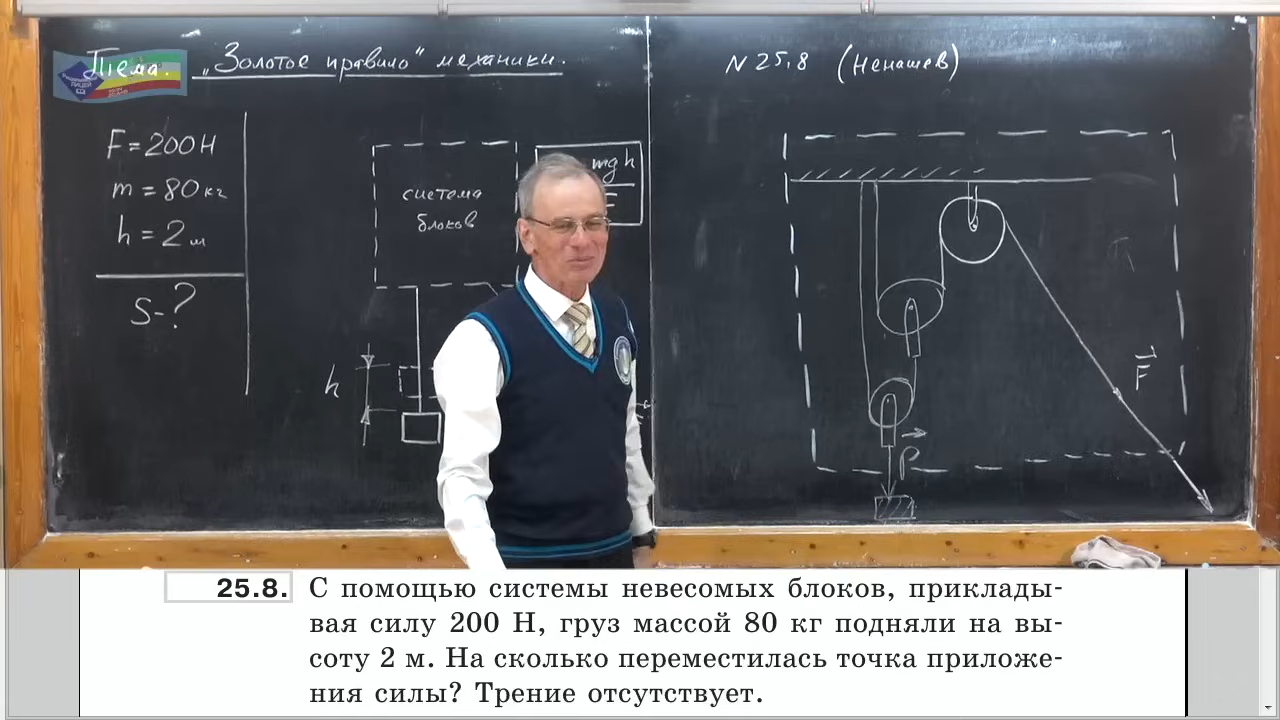 Тема. „Золотое правило" механики.
F = 200 Н
m = 80 кг
h = 2 м
S - ?
система
блоков
mgh
F
h
N 25,8 (Ненашев)
F
P
25.8. С помощью системы невесомых блоков, приклады-
вая силу 200 Н, груз массой 80 кг подняли на вы-
соту 2 м. На сколько переместилась точка приложе-
ния силы? Трение отсутствует.